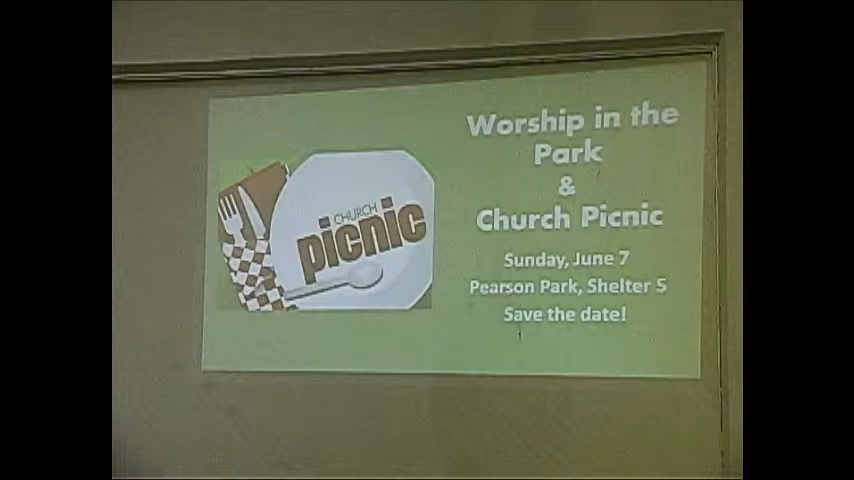 CHURCH
picnic
Worship in the
Park
&
Church Picnic
Sunday, June 7
Pearson Park, Shelter 5
Save the date!